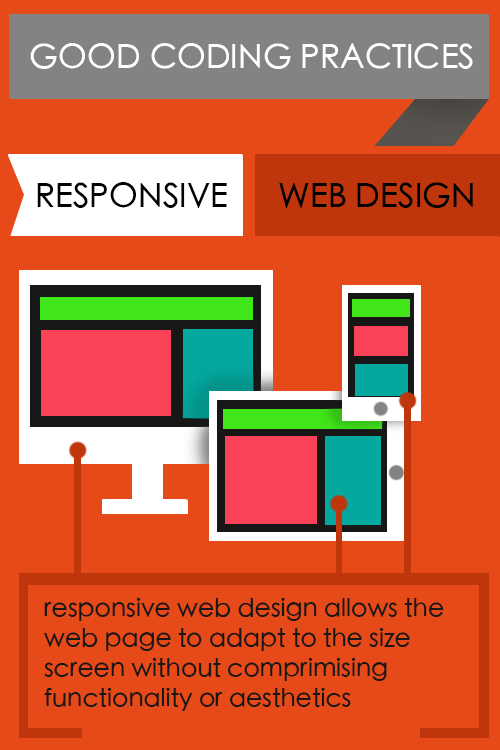 GOOD CODING PRACTICES
RESPONSIVE
WEB DESIGN
responsive web design allows the
web page to adapt to the size
screen without comprimising
functionality or aesthetics